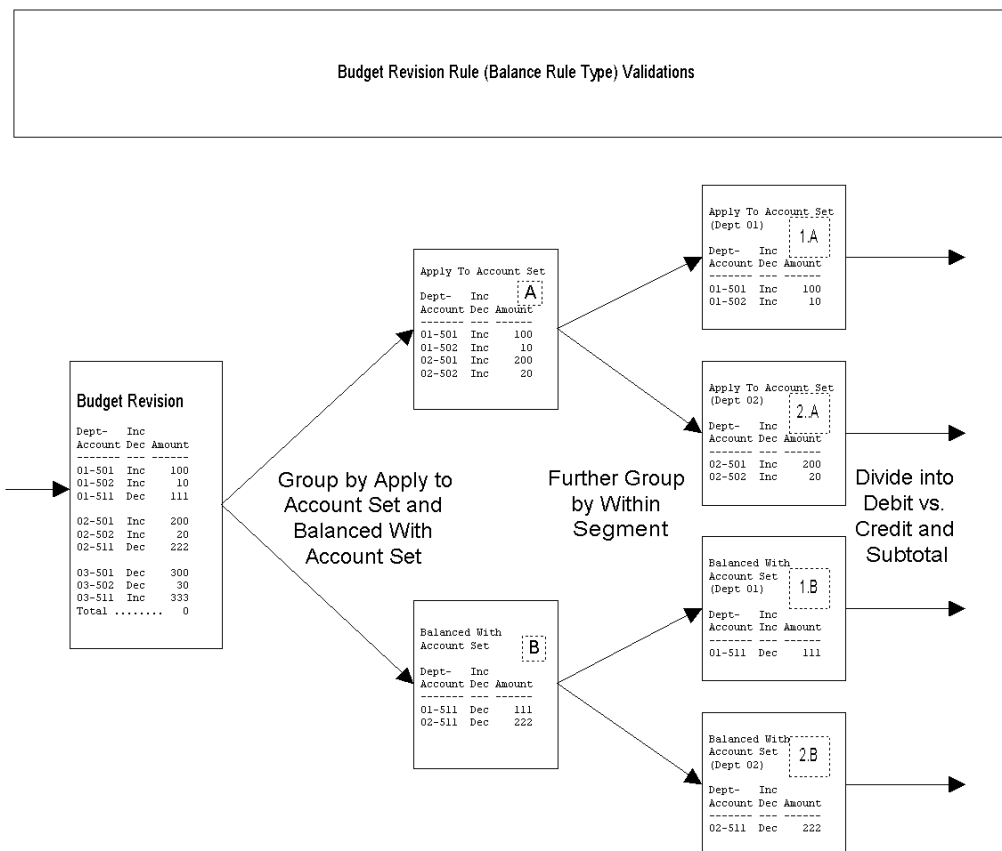 Budget Revision Rule (Balance Rule Type) Validations
Budget Revision
Dept-   Inc
Account Dec Amount
------- --- ------
01-501  Inc    100
01-502  Inc     10
01-511  Dec    111
02-501  Inc    200
02-502  Inc     20
02-511  Dec    222
03-501  Dec    300
03-502  Dec     30
03-511  Inc    333
Total ........   0
Group by Apply to
Account Set and
Balanced With
Account Set
Apply To Account Set
A
Dept-   Inc
Account Dec Amount
------- --- ------
01-501  Inc    100
01-502  Inc     10
02-501  Inc    200
02-502  Inc     20
Balanced With
Account Set
B
Dept-   Inc
Account Dec Amount
------- --- ------
01-511  Dec    111
02-511  Dec    222
Further Group
by Within
Segment
Apply To Account Set
(Dept 01)
1.A
Dept-   Inc
Account Dec Amount
------- --- ------
01-501  Inc    100
01-502  Inc     10
Apply To Account Set
(Dept 02)
2..A
Dept-   Inc
Account Dec Amount
------- --- ------
02-501  Inc    200
02-502  Inc     20
Balanced With
Account Set
(Dept 01)
1.B
Dept-   Inc
Account Inc Amount
------- --- ------
01-511  Dec    111
Balanced With
Account Set
(Dept 02)
2.B
Dept-   Inc
Account Dec Amount
------- --- ------
02-511  Dec    222
Divide into
Debit vs.
Credit and
Subtotal